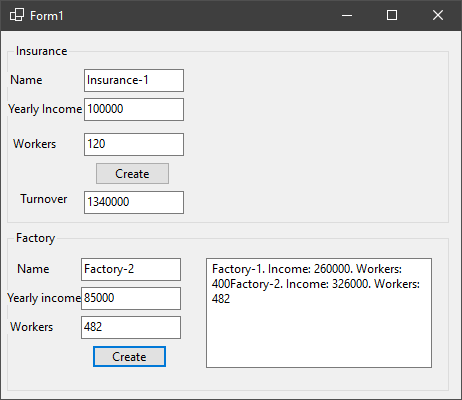 Form1
Insurance
Name Insurance-1
Yearly Income 100000
Workers 120
Create
Turnover 1340000
Factory
Name Factory-2
Yearly income 85000
Workers 482
Create
Factory-1. Income: 260000. Workers:
400Factory-2. Income: 326000. Workers:
482